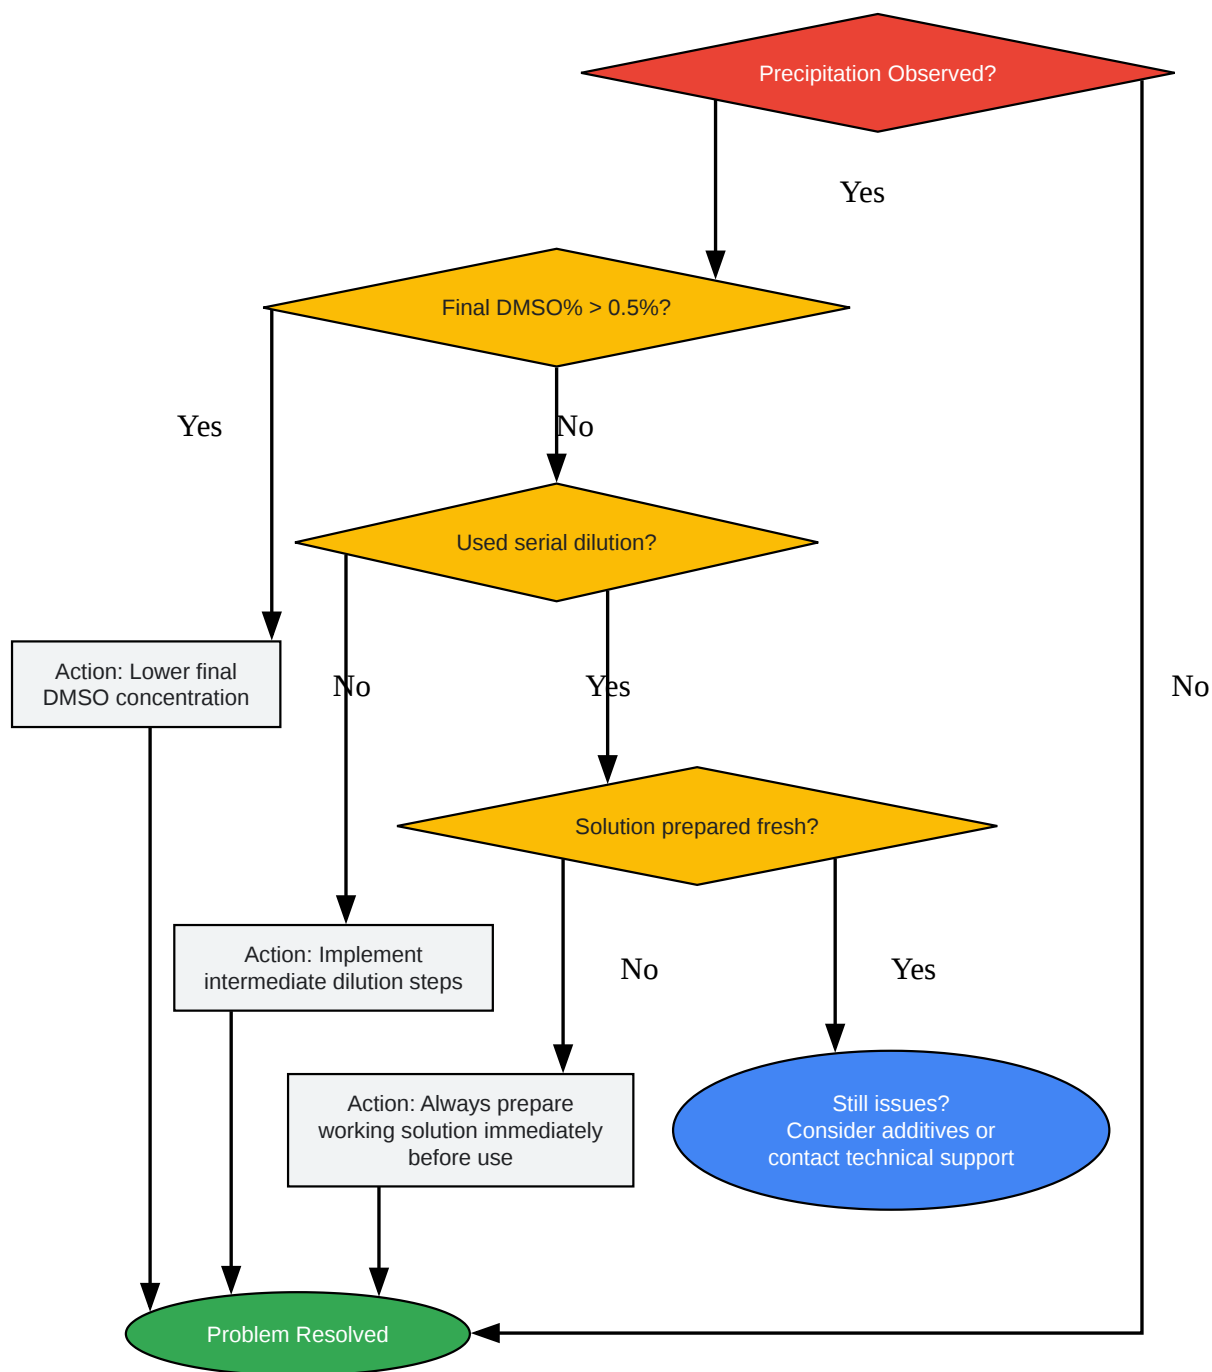 Precipitation Observed?
Yes
Final DMSO% > 0.5%?
Yes
No
Used serial dilution?
Action: Lower final
DMSO concentration
No
Yes
No
Solution prepared fresh?
Action: Implement
intermediate dilution steps
No
Yes
Action: Always prepare
working solution immediately
before use
Still issues?
Consider additives or
contact technical support
Problem Resolved